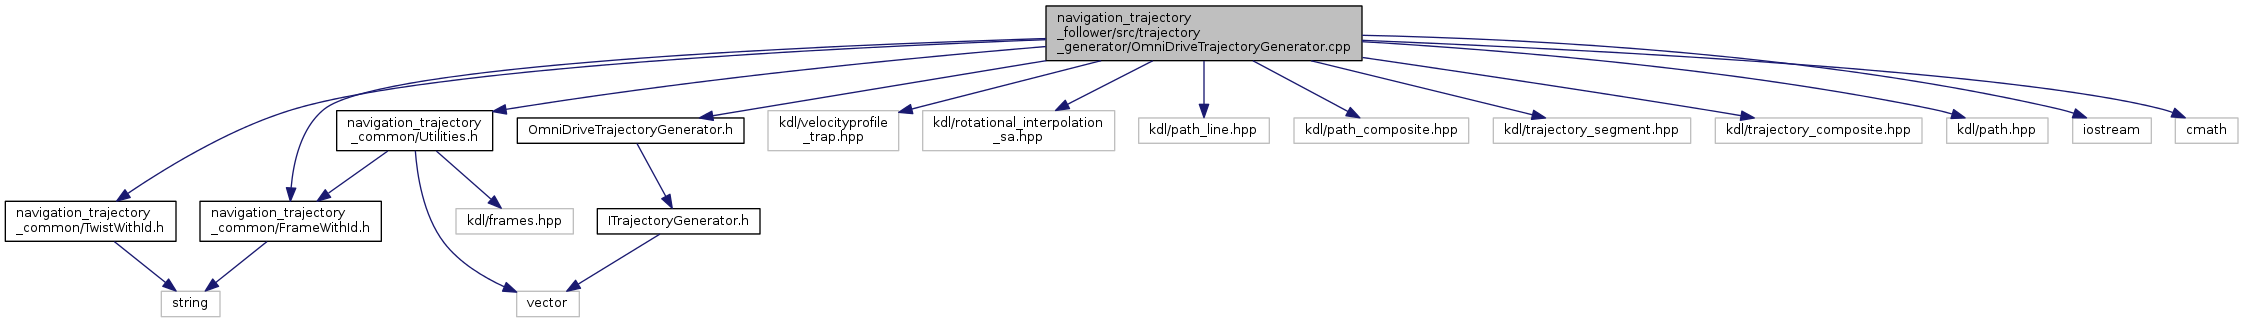 navigation_trajectory
_follower/src/trajectory
_generator/OmniDriveTrajectoryGenerator.cpp
navigation_trajectory
_common/Utilities.h
OmniDriveTrajectoryGenerator.h
kdl/velocityprofile
_trap.hpp
kdl/rotational_interpolation
_sa.hpp
kdl/path_line.hpp
kdl/path_composite.hpp
kdl/trajectory_segment.hpp
kdl/trajectory_composite.hpp
kdl/path.hpp
iostream
cmath
navigation_trajectory
_common/TwistWithId.h
navigation_trajectory
_common/FrameWithId.h
kdl/frames.hpp
ITrajectoryGenerator.h
string
vector